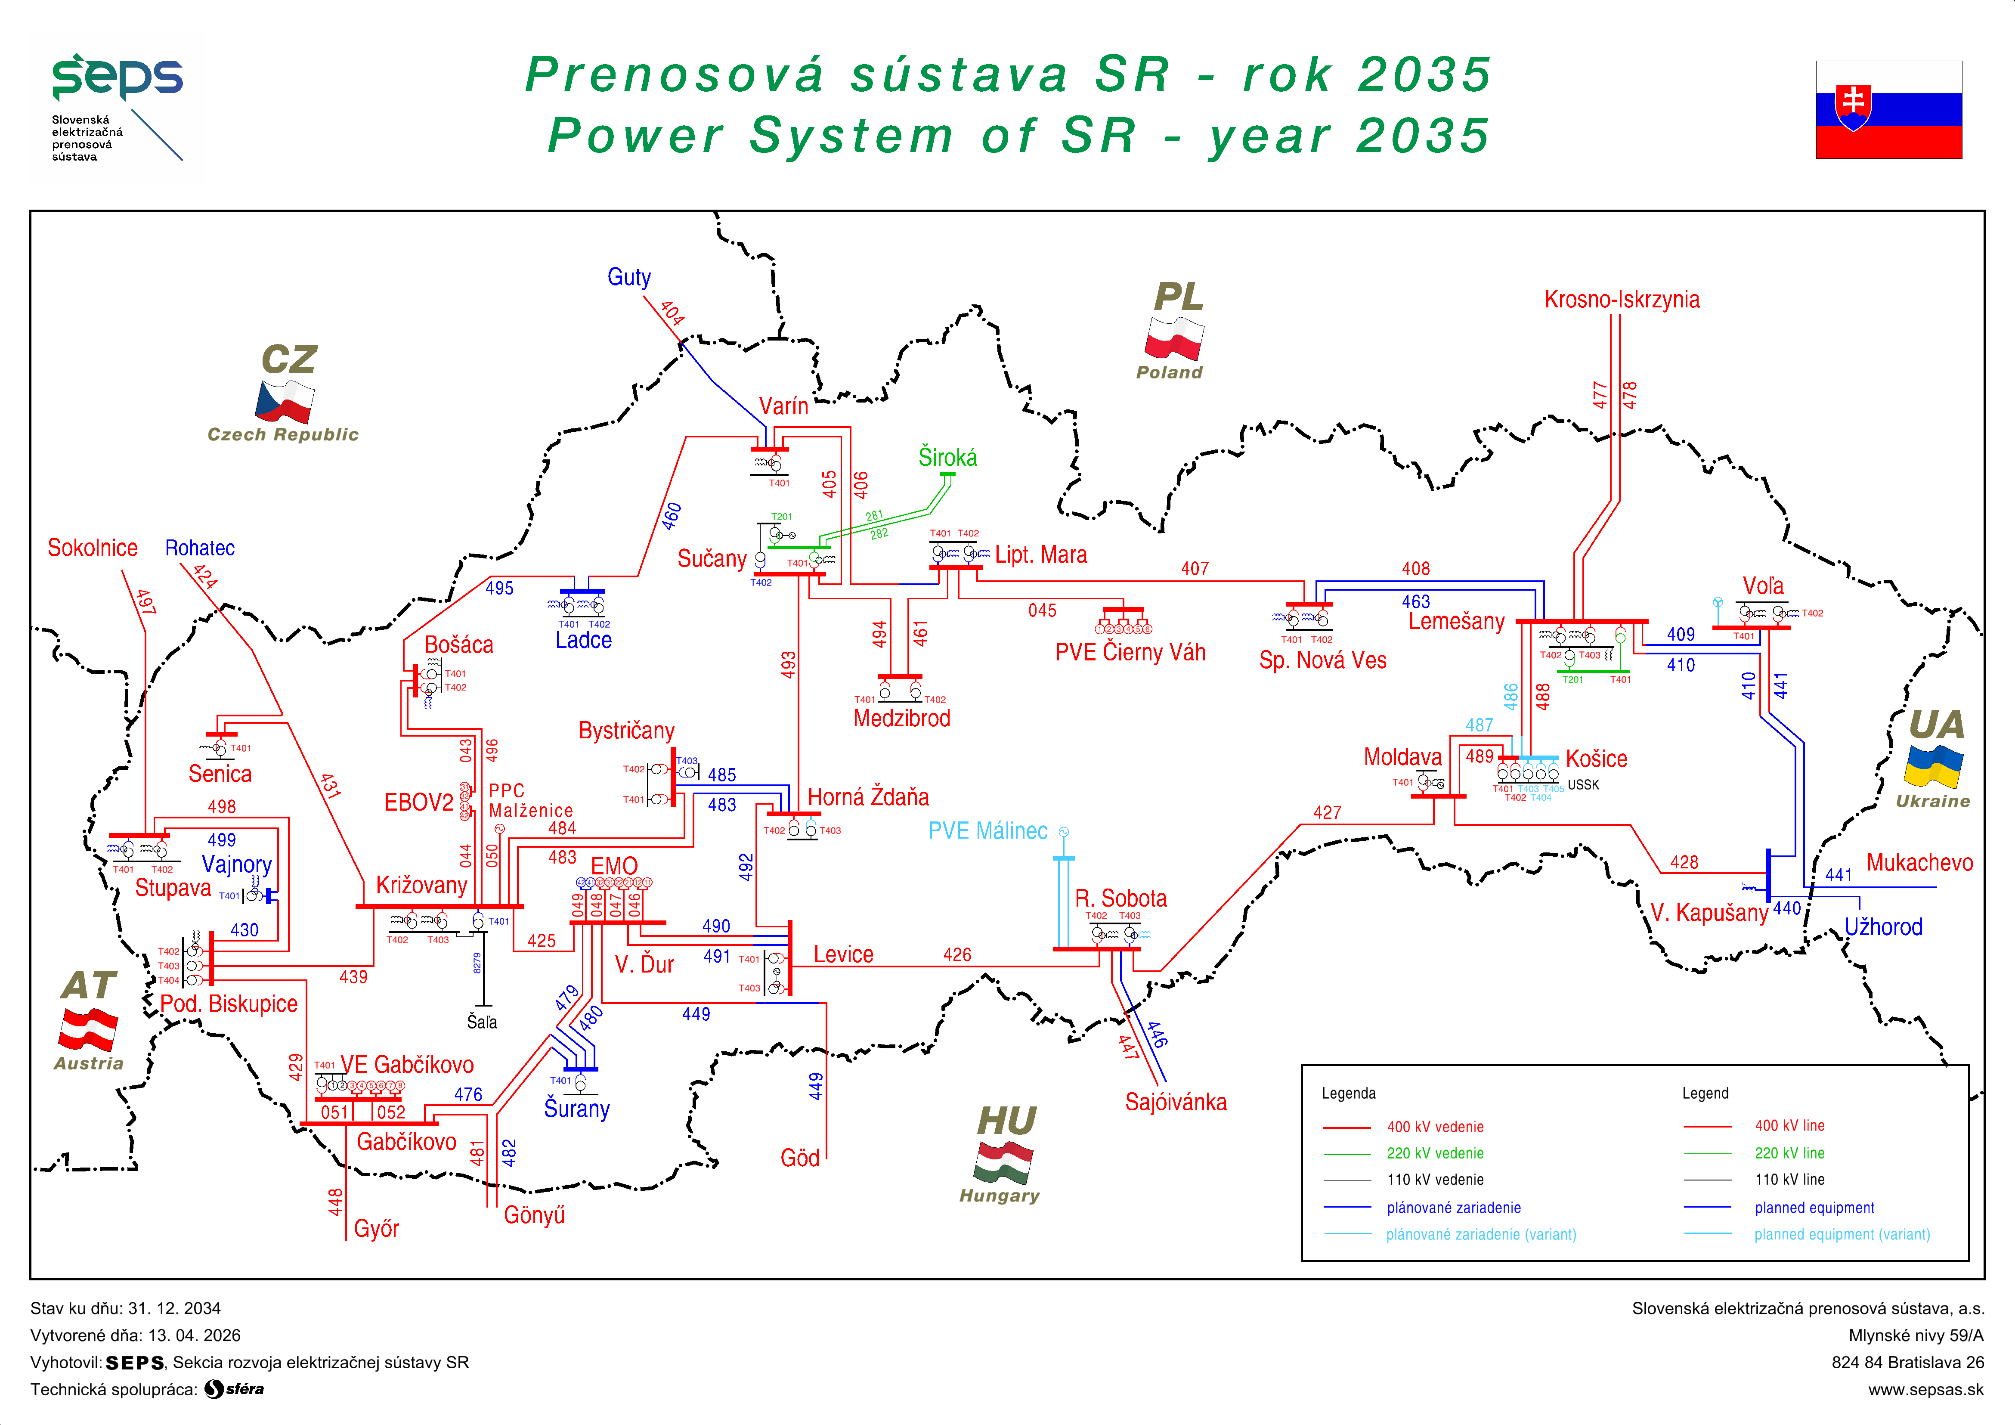 Prenosová sústava SR - rok 2035
Power System of SR - year 2035
seps
Slovenská
elektrizačná
prenosová
sústava
CZ
Czech Republic
PL
Poland
UA
Ukraine
AT
Austria
HU
Hungary
Guty
404
Krosno-Iskrzynia
477
478
Varín
T401
405
406
460
Široká
281
282
T201
Sučany
T401
T402
T401 T402
Lipt. Mara
407
408
463
045
PVE Čierny Váh
T401 T402
Sp. Nová Ves
Lemešany
T402 T403
T201
T401
Voľa
T401
T402
409
410
410
441
Sokolnice
Rohatec
497
424
495
T401 T402
Ladce
Bošáca
T401
T402
493
494
461
T401
T402
Medzibrod
486
488
487
489
Moldava
T401
Košice
USSK
T401 T403 T405
T402 T404
T401
Senica
431
043
496
EBOV2
PPC
Malženice
044
050
484
483
Bystričany
T402
T401
T403
485
483
Horná Ždaňa
T402
T403
PVE Málinec
427
428
Mukachevo
441
440
V. Kapušany
Užhorod
498
499
Vajnory
T401
T401 T402
Stupava
430
T402
T403
T404
Pod. Biskupice
439
Križovany
T402 T403
T401
8279
Šaľa
425
EMO
049
048
047
046
V. Ďur
490
491
492
T401
T403
Levice
426
R. Sobota
T402 T403
479
480
449
449
T401
Šurany
447
446
Sajóivánka
429
T401
VE Gabčíkovo
051
052
Gabčíkovo
476
481
482
448
Győr
Gönyű
Göd
Legenda
400 kV vedenie
220 kV vedenie
110 kV vedenie
plánované zariadenie
plánované zariadenie (variant)
Legend
400 kV line
220 kV line
110 kV line
planned equipment
planned equipment (variant)
Stav ku dňu: 31. 12. 2034
Vytvorené dňa: 13. 04. 2026
Vyhotovil: SEPS, Sekcia rozvoja elektrizačnej sústavy SR
Technická spolupráca: sféra
Slovenská elektrizačná prenosová sústava, a.s.
Mlynské nivy 59/A
824 84 Bratislava 26
www.sepsas.sk